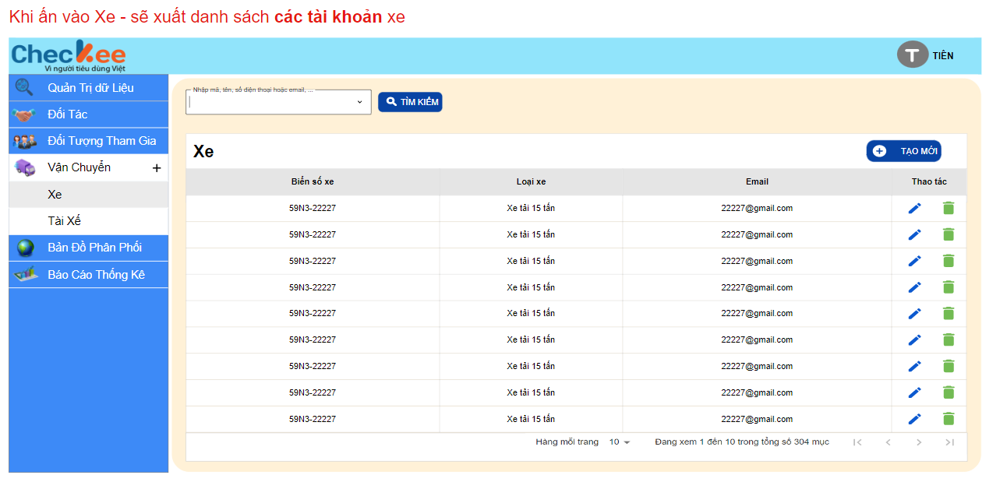 Khi ấn vào Xe - sẽ xuất danh sách các tài khoản xe
Checkee
Vì người tiêu dùng Việt
T TIÊN
Quản Trị dữ Liệu
Đối Tác
Đối Tượng Tham Gia
Vận Chuyển +
Xe
Tài Xế
Bản Đồ Phân Phối
Báo Cáo Thống Kê
Nhập mã, tên, số điện thoại hoặc email, ...
TÌM KIẾM
Xe
TẠO MỚI
Biển số xe Loại xe Email Thao tác
59N3-22227 Xe tải 15 tấn 22227@gmail.com
59N3-22227 Xe tải 15 tấn 22227@gmail.com
59N3-22227 Xe tải 15 tấn 22227@gmail.com
59N3-22227 Xe tải 15 tấn 22227@gmail.com
59N3-22227 Xe tải 15 tấn 22227@gmail.com
59N3-22227 Xe tải 15 tấn 22227@gmail.com
59N3-22227 Xe tải 15 tấn 22227@gmail.com
59N3-22227 Xe tải 15 tấn 22227@gmail.com
59N3-22227 Xe tải 15 tấn 22227@gmail.com
Hàng mỗi trang 10 Đang xem 1 đến 10 trong tổng số 304 mục